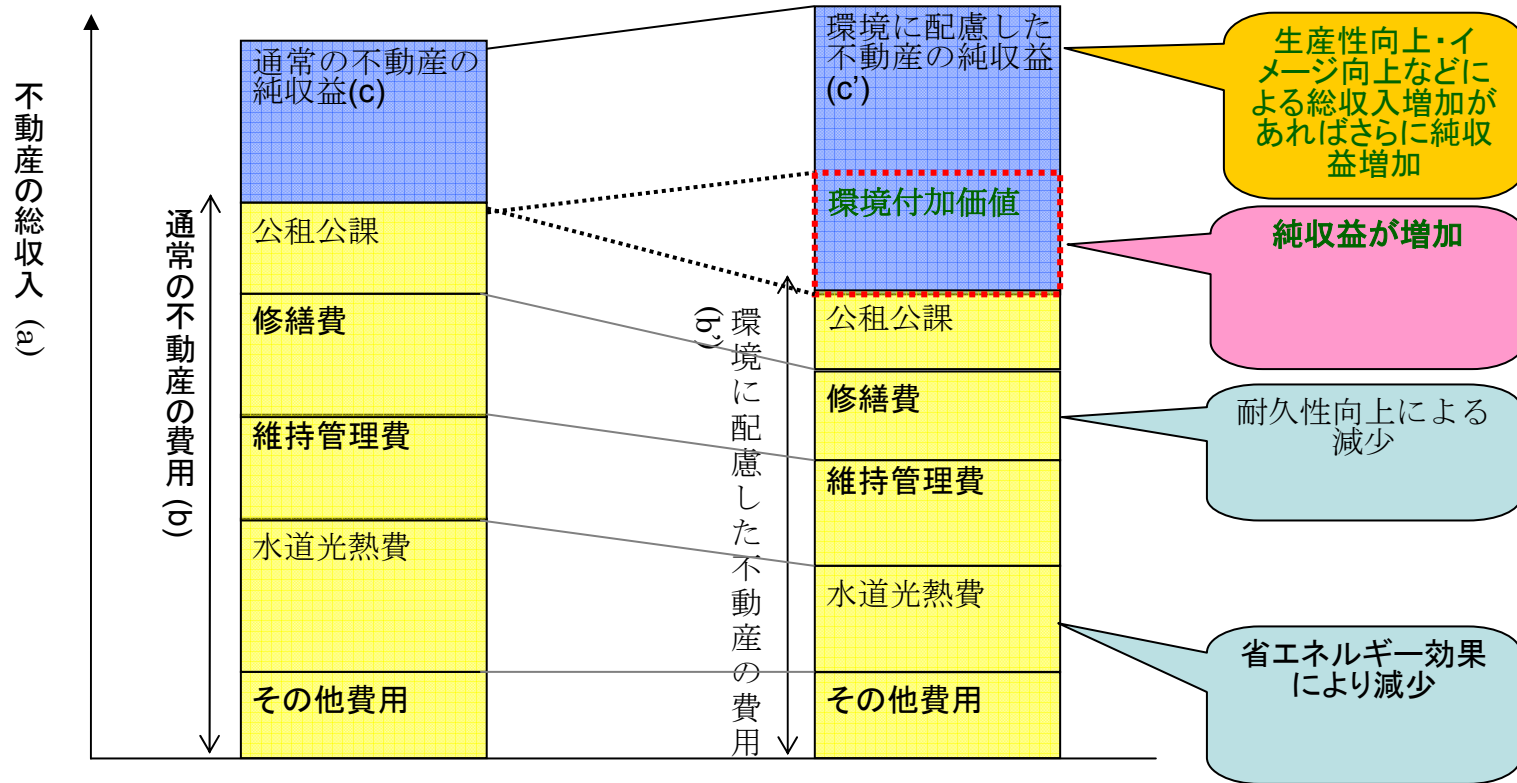 不動産の総収入 (a)
通常の不動産の費用 (b)
通常の不動産の
純収益(c)
公租公課
修繕費
維持管理費
水道光熱費
その他費用
環境に配慮した不動産の費用
(b’)
環境に配慮した
不動産の純収益
(c’)
環境付加価値
公租公課
修繕費
維持管理費
水道光熱費
その他費用
生産性向上・イ
メージ向上などに
よる総収入増加が
あればさらに純収
益増加
純収益が増加
耐久性向上による
減少
省エネルギー効果
により減少